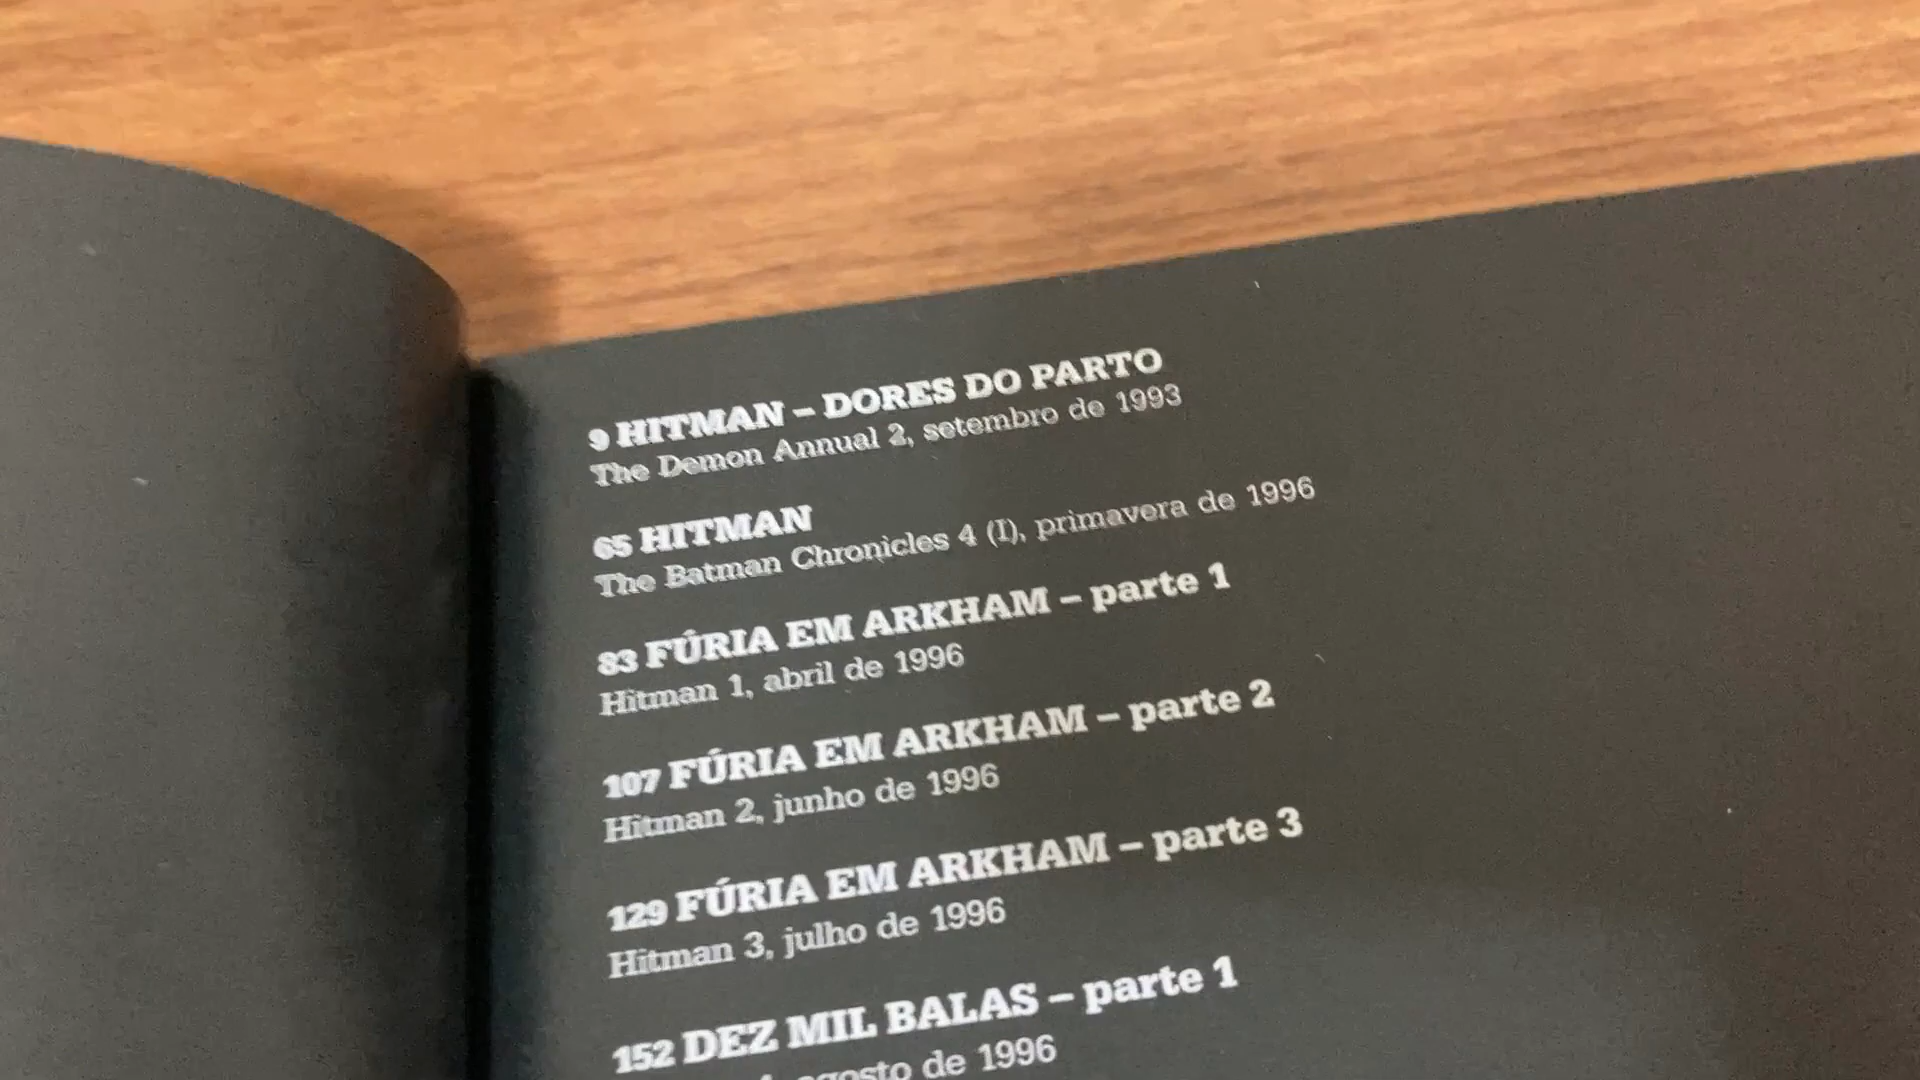 9 HITMAN – DORES DO PARTO
The Demon Annual 2, setembro de 1993
65 HITMAN
The Batman Chronicles 4 (I), primavera de 1996
83 FÚRIA EM ARKHAM – parte 1
Hitman 1, abril de 1996
107 FÚRIA EM ARKHAM – parte 2
Hitman 2, junho de 1996
129 FÚRIA EM ARKHAM – parte 3
Hitman 3, julho de 1996
152 DEZ MIL BALAS – parte 1
agosto de 1996